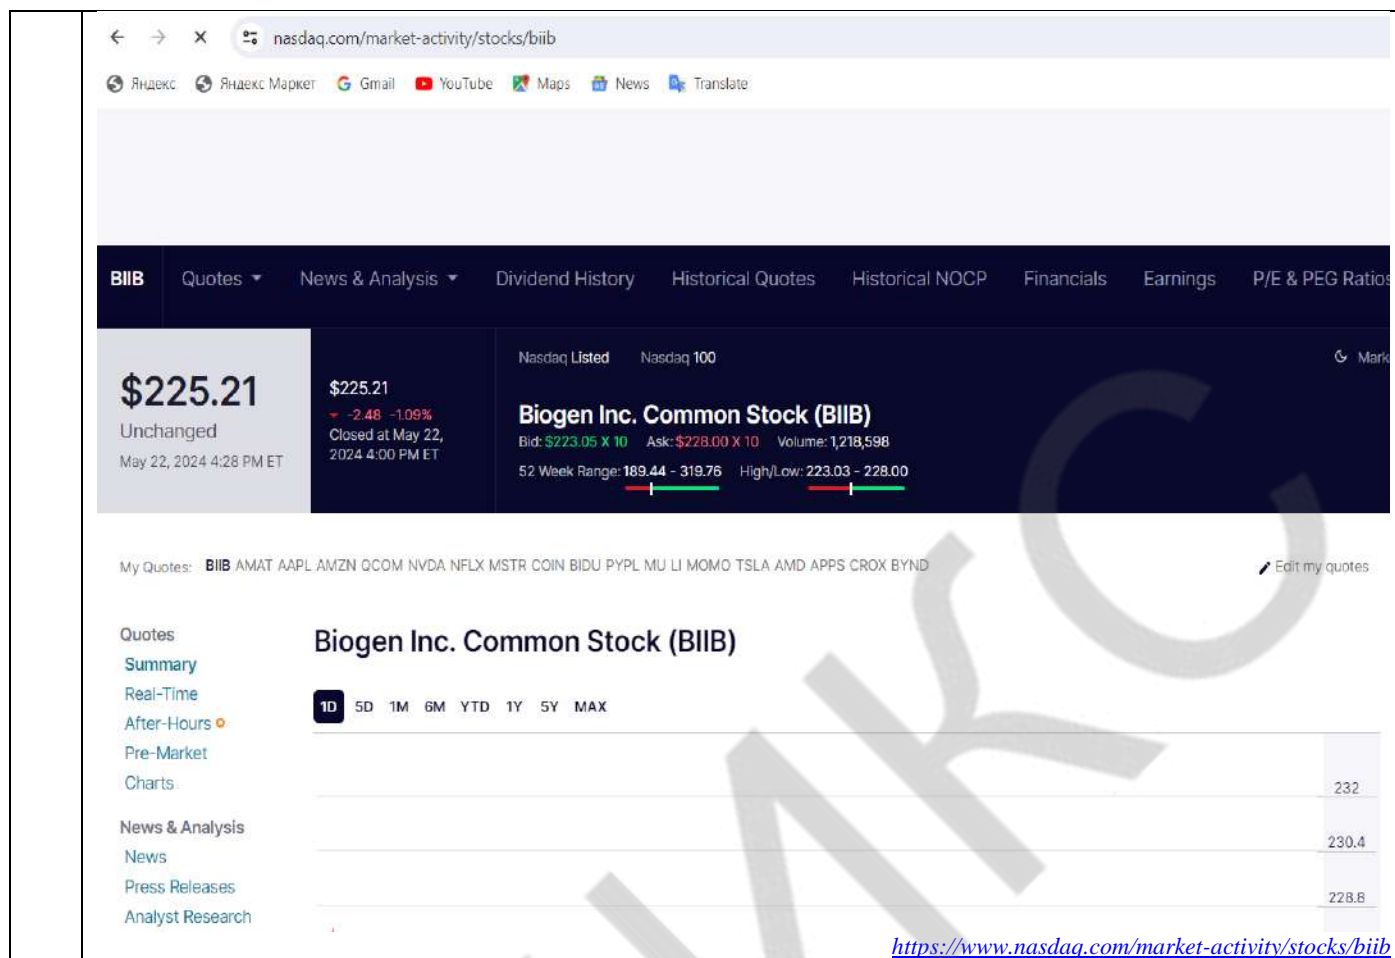 nasdaq.com/market-activity/stocks/biib
Яндекс Яндекс Маркет Gmail YouTube Maps News Translate
BIIB Quotes News & Analysis Dividend History Historical Quotes Historical NOCP Financials Earnings P/E & PEG Ratios
Nasdaq Listed Nasdaq 100
$225.21
Unchanged
May 22, 2024 4:28 PM ET
$225.21
-2.48 -1.09%
Closed at May 22,
2024 4:00 PM ET
Biogen Inc. Common Stock (BIIB)
Bid: $223.05 X 10 Ask: $228.00 X 10 Volume: 1,218,598
52 Week Range: 189.44 - 319.76 High/Low: 223.03 - 228.00
My Quotes: BIIB AMAT AAPL AMZN QCOM NVDA NFLX MSTR COIN BIDU PYPL MU LI MOMO TSLA AMD APPS CROX BYND Edit my quotes
Quotes
Summary
Real-Time
After-Hours
Pre-Market
Charts
News & Analysis
News
Press Releases
Analyst Research
Biogen Inc. Common Stock (BIIB)
1D 5D 1M 6M YTD 1Y 5Y MAX
232
230.4
228.8
https://www.nasdaq.com/market-activity/stocks/biib